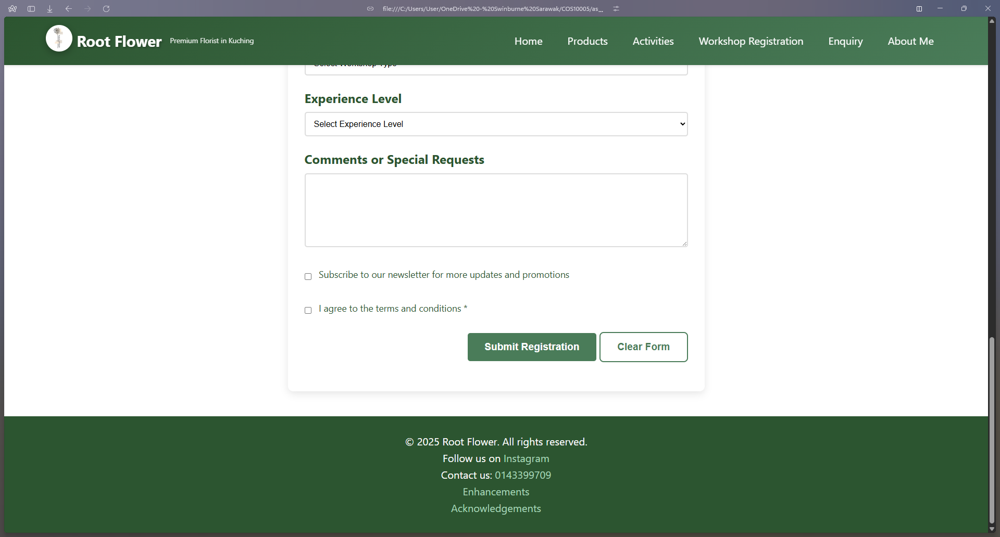 file:///C:/Users/User/OneDrive%20-%20Swinburne%20Sarawak/COS10005/as...
Root Flower Premium Florist in Kuching
Home Products Activities Workshop Registration Enquiry About Me
Select Workshop Type
Experience Level
Select Experience Level
Comments or Special Requests
Subscribe to our newsletter for more updates and promotions
I agree to the terms and conditions *
Submit Registration Clear Form
© 2025 Root Flower. All rights reserved.
Follow us on Instagram
Contact us: 0143399709
Enhancements
Acknowledgements